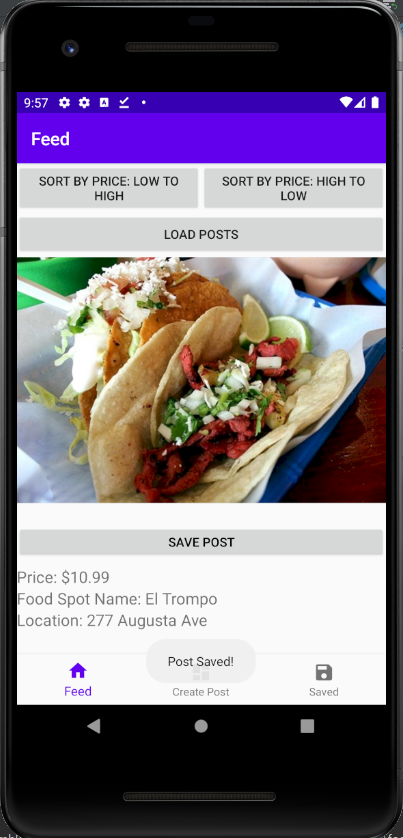 9:57
Feed
SORT BY PRICE: LOW TO
HIGH
SORT BY PRICE: HIGH TO
LOW
LOAD POSTS
SAVE POST
Price: $10.99
Food Spot Name: El Trompo
Location: 277 Augusta Ave
Post Saved!
Feed
Create Post
Saved